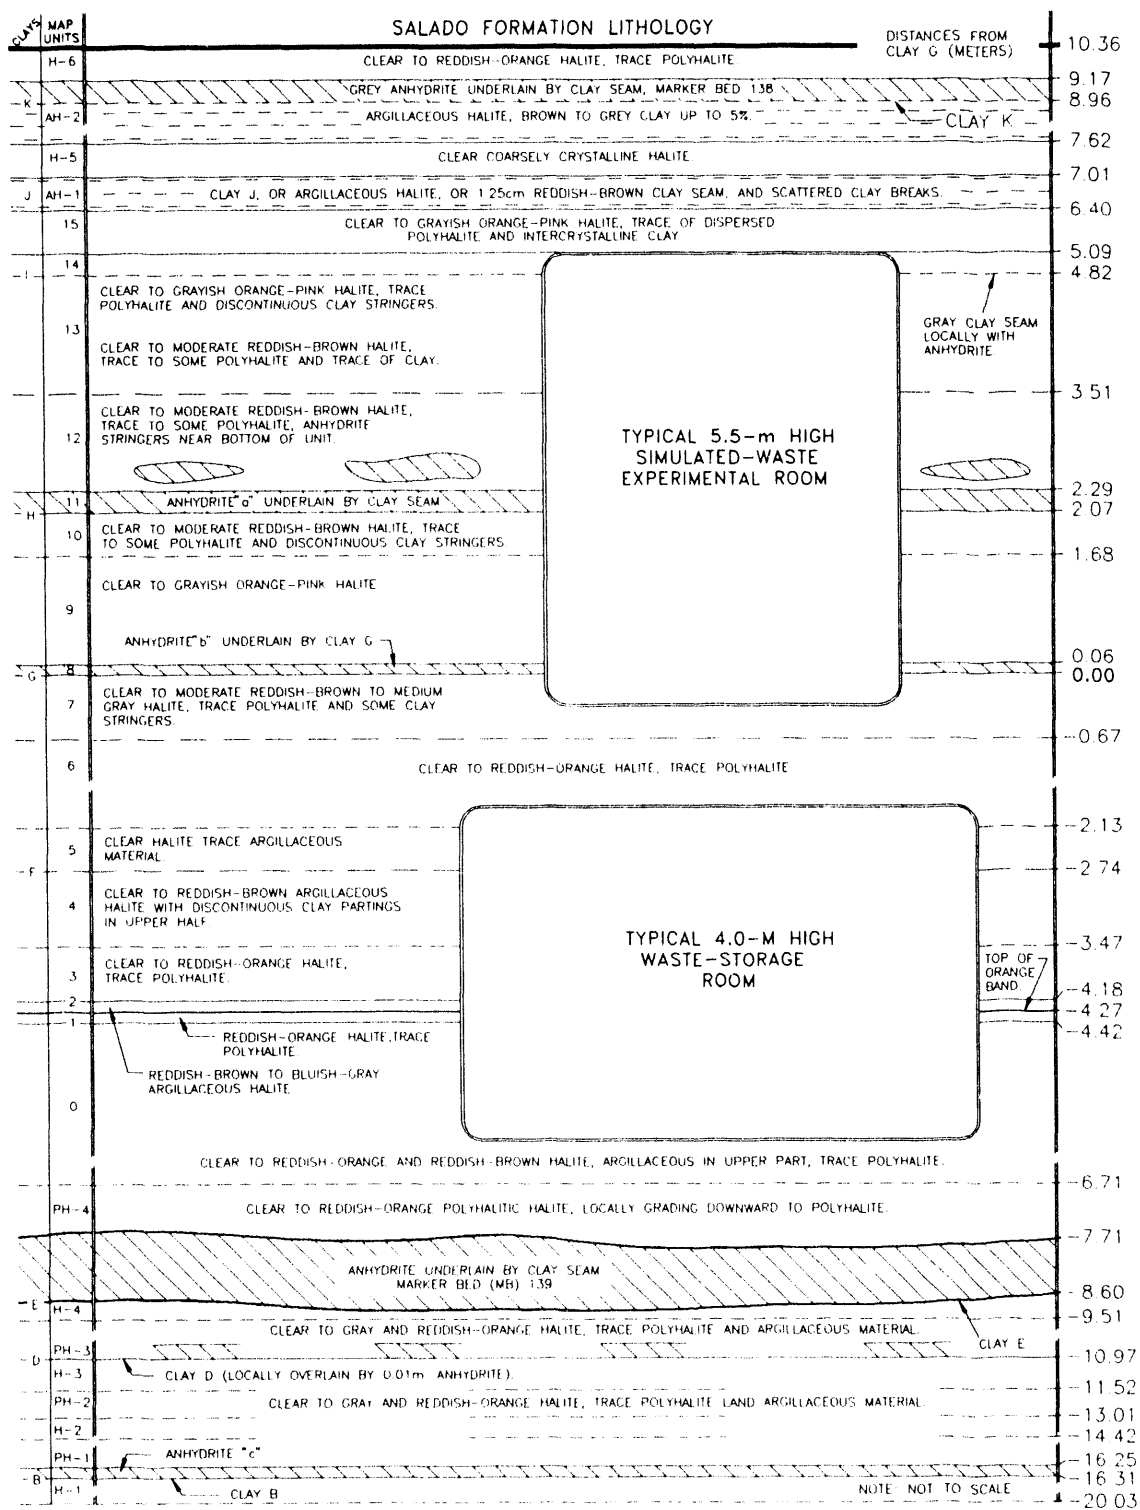 SALADO FORMATION LITHOLOGY
CLAYS
MAP
UNITS
DISTANCES FROM
CLAY G (METERS)
10.36
H-6
CLEAR TO REDDISH-ORANGE HALITE, TRACE POLYHALITE
9.17
GREY ANHYDRITE UNDERLAIN BY CLAY SEAM, MARKER BED 138
K
8.96
AH-2
ARGILLACEOUS HALITE, BROWN TO GREY CLAY UP TO 5%.
CLAY K
7.62
H-5
CLEAR COARSELY CRYSTALLINE HALITE
7.01
J
AH-1
CLAY J, OR ARGILLACEOUS HALITE, OR 1.25cm REDDISH-BROWN CLAY SEAM, AND SCATTERED CLAY BREAKS.
6.40
15
CLEAR TO GRAYISH ORANGE-PINK HALITE, TRACE OF DISPERSED
POLYHALITE AND INTERCRYSTALLINE CLAY
5.09
14
I
4.82
CLEAR TO GRAYISH ORANGE-PINK HALITE, TRACE
POLYHALITE AND DISCONTINUOUS CLAY STRINGERS.
GRAY CLAY SEAM
LOCALLY WITH
ANHYDRITE
13
CLEAR TO MODERATE REDDISH-BROWN HALITE,
TRACE TO SOME POLYHALITE AND TRACE OF CLAY.
3.51
CLEAR TO MODERATE REDDISH-BROWN HALITE,
TRACE TO SOME POLYHALITE, ANHYDRITE
STRINGERS NEAR BOTTOM OF UNIT.
12
TYPICAL 5.5-m HIGH
SIMULATED-WASTE
EXPERIMENTAL ROOM
2.29
11
ANHYDRITE "a" UNDERLAIN BY CLAY SEAM
H
2.07
10
CLEAR TO MODERATE REDDISH-BROWN HALITE, TRACE
TO SOME POLYHALITE AND DISCONTINUOUS CLAY STRINGERS.
1.68
CLEAR TO GRAYISH ORANGE-PINK HALITE
9
ANHYDRITE "b" UNDERLAIN BY CLAY G
0.06
8
G
0.00
7
CLEAR TO MODERATE REDDISH-BROWN TO MEDIUM
GRAY HALITE, TRACE POLYHALITE AND SOME CLAY
STRINGERS.
-0.67
6
CLEAR TO REDDISH-ORANGE HALITE, TRACE POLYHALITE
-2.13
5
CLEAR HALITE TRACE ARGILLACEOUS
MATERIAL.
F
-2.74
4
CLEAR TO REDDISH-BROWN ARGILLACEOUS
HALITE WITH DISCONTINUOUS CLAY PARTINGS
IN UPPER HALF.
TYPICAL 4.0-M HIGH
WASTE-STORAGE
ROOM
-3.47
3
CLEAR TO REDDISH-ORANGE HALITE,
TRACE POLYHALITE.
TOP OF
ORANGE
BAND
-4.18
2
-4.27
1
-4.42
REDDISH-ORANGE HALITE, TRACE
POLYHALITE.
REDDISH-BROWN TO BLUISH-GRAY
ARGILLACEOUS HALITE
0
CLEAR TO REDDISH-ORANGE AND REDDISH-BROWN HALITE, ARGILLACEOUS IN UPPER PART, TRACE POLYHALITE.
-6.71
PH-4
CLEAR TO REDDISH-ORANGE POLYHALITIC HALITE, LOCALLY GRADING DOWNWARD TO POLYHALITE.
-7.71
ANHYDRITE UNDERLAIN BY CLAY SEAM
MARKER BED (MB) 139
-8.60
E
H-4
-9.51
CLEAR TO GRAY AND REDDISH-ORANGE HALITE, TRACE POLYHALITE AND ARGILLACEOUS MATERIAL.
CLAY E
PH-3
D
-10.97
H-3
CLAY D (LOCALLY OVERLAIN BY 0.01m ANHYDRITE).
-11.52
PH-2
CLEAR TO GRAY AND REDDISH-ORANGE HALITE, TRACE POLYHALITE LAND ARGILLACEOUS MATERIAL.
-13.01
H-2
-14.42
PH-1
ANHYDRITE "c"
-16.25
B
-16.31
H-1
CLAY B
NOTE: NOT TO SCALE
-20.03